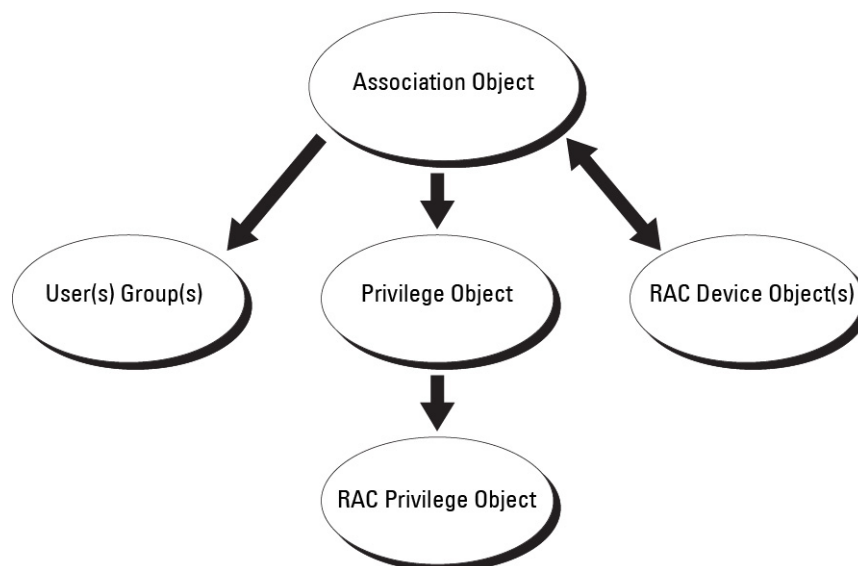 Association Object
User(s) Group(s)
Privilege Object
RAC Device Object(s)
RAC Privilege Object